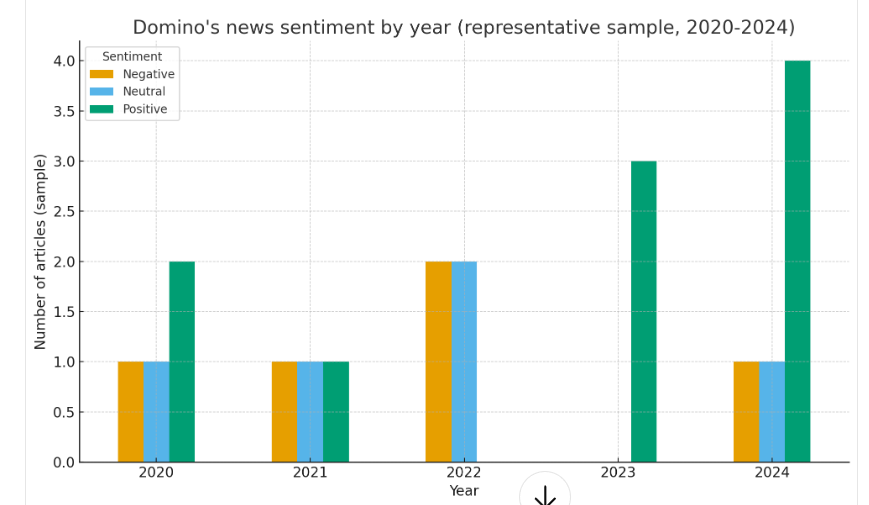 Domino's news sentiment by year (representative sample, 2020-2024)
Sentiment
Negative
Neutral
Positive
4.0
3.5
3.0
2.5
2.0
1.5
1.0
0.5
0.0
Number of articles (sample)
2020 2021 2022 2023 2024
Year